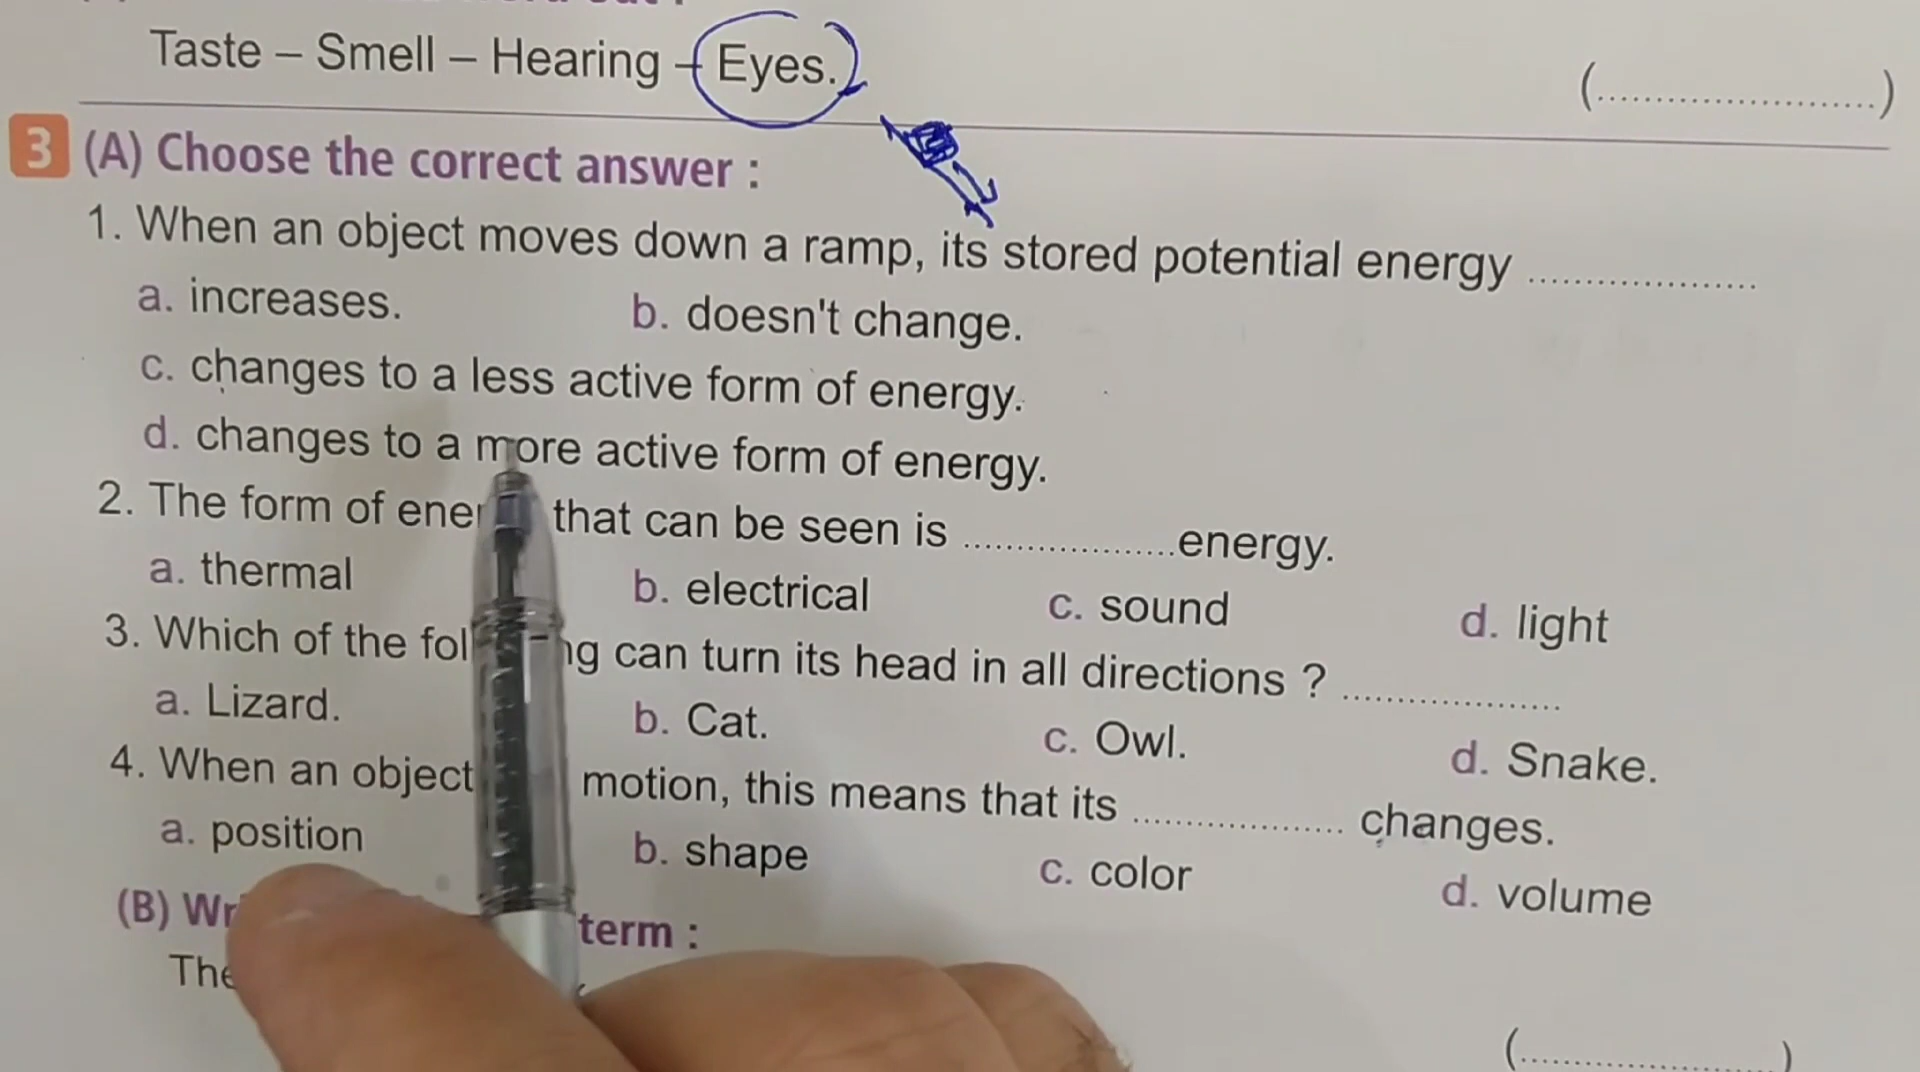 Taste – Smell – Hearing – Eyes. (........................)
3 (A) Choose the correct answer :
1. When an object moves down a ramp, its stored potential energy ....................
a. increases. b. doesn't change.
c. changes to a less active form of energy.
d. changes to a more active form of energy.
2. The form of that can be seen is ....................energy.
a. thermal b. electrical c. sound d. light
3. Which of the can turn its head in all directions ? ....................
a. Lizard. b. Cat. c. Owl. d. Snake.
4. When an object motion, this means that its .................... changes.
a. position b. shape c. color d. volume
(B) term :
(........................)